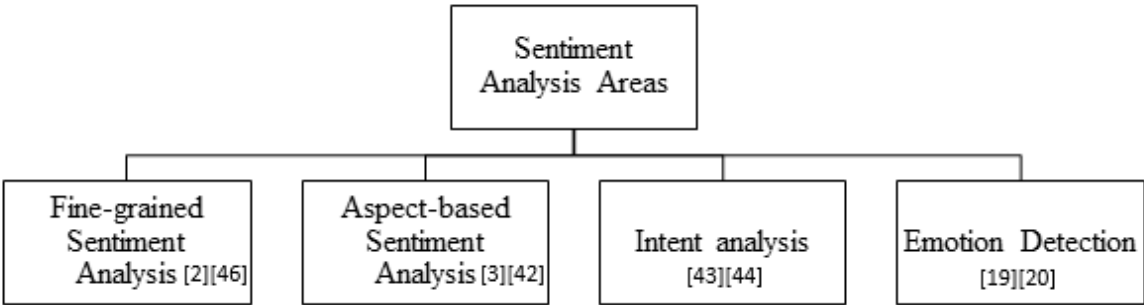 Sentiment
Analysis Areas
Fine-grained
Sentiment
Analysis [2][46]
Aspect-based
Sentiment
Analysis [3][42]
Intent analysis
[43][44]
Emotion Detection
[19][20]